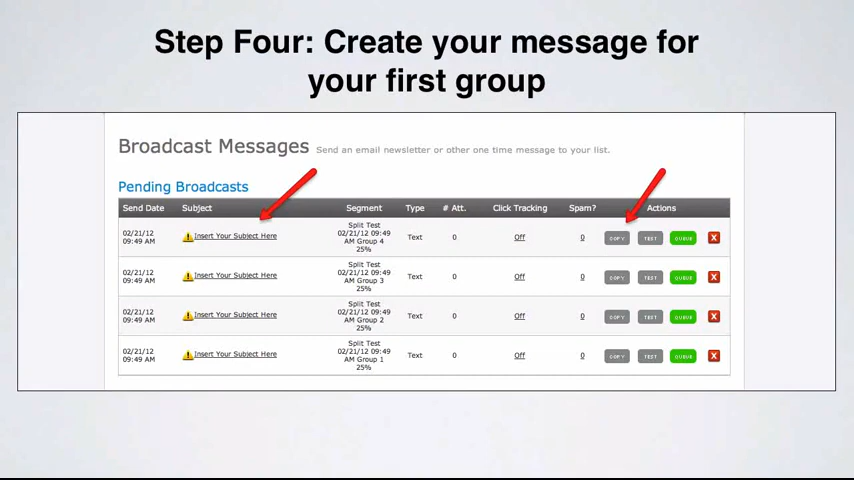 Step Four: Create your message for
your first group
Broadcast Messages Send an email newsletter or other one time message to your list.
Pending Broadcasts
Send Date Subject Segment Type # Att. Click Tracking Spam? Actions
Split Test
02/21/12 02/21/12 09:49
09:49 AM Insert Your Subject Here AM Group 4 Text 0 Off 0 COPY TEST QUEUE X
25%
Split Test
02/21/12 02/21/12 09:49
09:49 AM Insert Your Subject Here AM Group 3 Text 0 Off 0 COPY TEST QUEUE X
25%
Split Test
02/21/12 02/21/12 09:49
09:49 AM Insert Your Subject Here AM Group 2 Text 0 Off 0 COPY TEST QUEUE X
25%
Split Test
02/21/12 02/21/12 09:49
09:49 AM Insert Your Subject Here AM Group 1 Text 0 Off 0 COPY TEST QUEUE X
25%